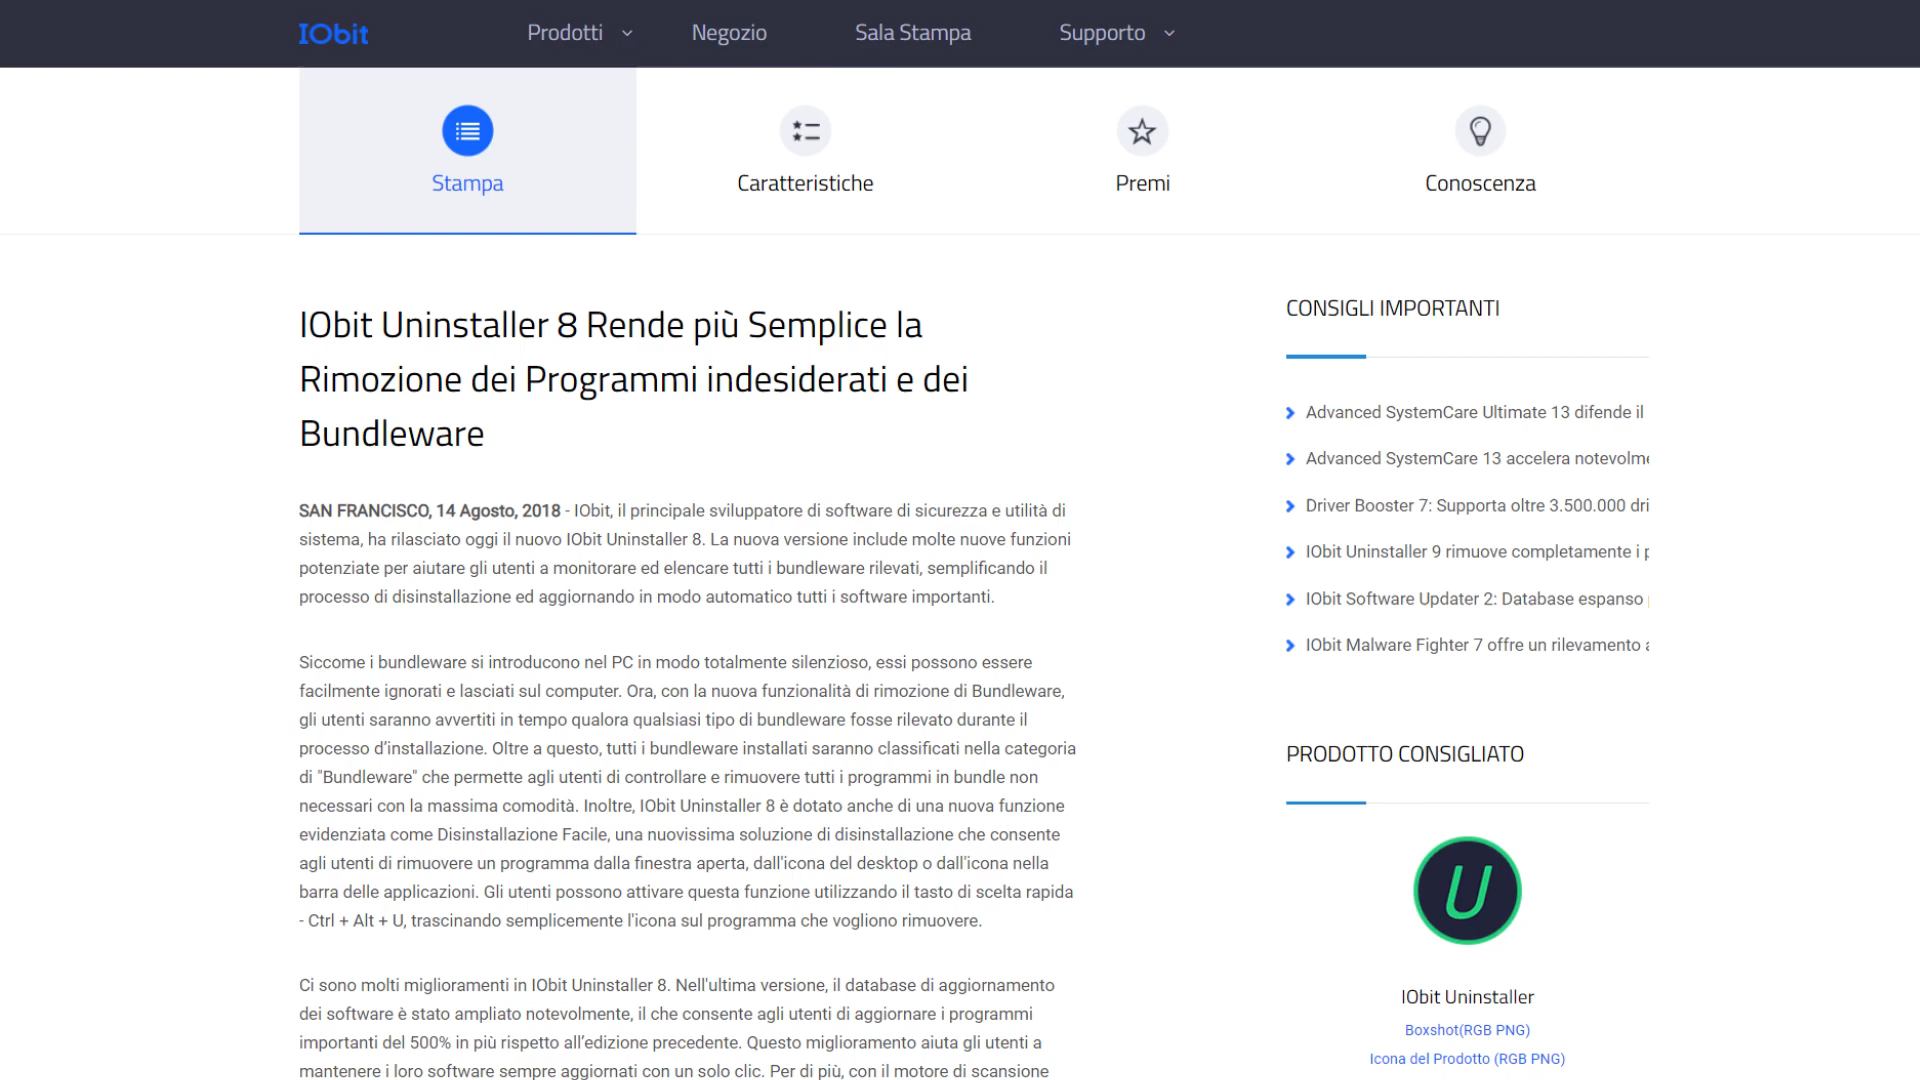 IObit
Prodotti
Negozio
Sala Stampa
Supporto
Stampa
Caratteristiche
Premi
Conoscenza
IObit Uninstaller 8 Rende più Semplice la
Rimozione dei Programmi indesiderati e dei
Bundleware
SAN FRANCISCO, 14 Agosto, 2018 - IObit, il principale sviluppatore di software di sicurezza e utilità di
sistema, ha rilasciato oggi il nuovo IObit Uninstaller 8. La nuova versione include molte nuove funzioni
potenziate per aiutare gli utenti a monitorare ed elencare tutti i bundleware rilevati, semplificando il
processo di disinstallazione ed aggiornando in modo automatico tutti i software importanti.
Siccome i bundleware si introducono nel PC in modo totalmente silenzioso, essi possono essere
facilmente ignorati e lasciati sul computer. Ora, con la nuova funzionalità di rimozione di Bundleware,
gli utenti saranno avvertiti in tempo qualora qualsiasi tipo di bundleware fosse rilevato durante il
processo d’installazione. Oltre a questo, tutti i bundleware installati saranno classificati nella categoria
di "Bundleware" che permette agli utenti di controllare e rimuovere tutti i programmi in bundle non
necessari con la massima comodità. Inoltre, IObit Uninstaller 8 è dotato anche di una nuova funzione
evidenziata come Disinstallazione Facile, una nuovissima soluzione di disinstallazione che consente
agli utenti di rimuovere un programma dalla finestra aperta, dall'icona del desktop o dall'icona nella
barra delle applicazioni. Gli utenti possono attivare questa funzione utilizzando il tasto di scelta rapida
- Ctrl + Alt + U, trascinando semplicemente l'icona sul programma che vogliono rimuovere.
Ci sono molti miglioramenti in IObit Uninstaller 8. Nell'ultima versione, il database di aggiornamento
dei software è stato ampliato notevolmente, il che consente agli utenti di aggiornare i programmi
importanti del 500% in più rispetto all’edizione precedente. Questo miglioramento aiuta gli utenti a
mantenere i loro software sempre aggiornati con un solo clic. Per di più, con il motore di scansione
CONSIGLI IMPORTANTI
Advanced SystemCare Ultimate 13 difende il
Advanced SystemCare 13 accelera notevolme
Driver Booster 7: Supporta oltre 3.500.000 dri
IObit Uninstaller 9 rimuove completamente i p
IObit Software Updater 2: Database espanso
IObit Malware Fighter 7 offre un rilevamento a
PRODOTTO CONSIGLIATO
U
IObit Uninstaller
Boxshot(RGB PNG)
Icona del Prodotto (RGB PNG)